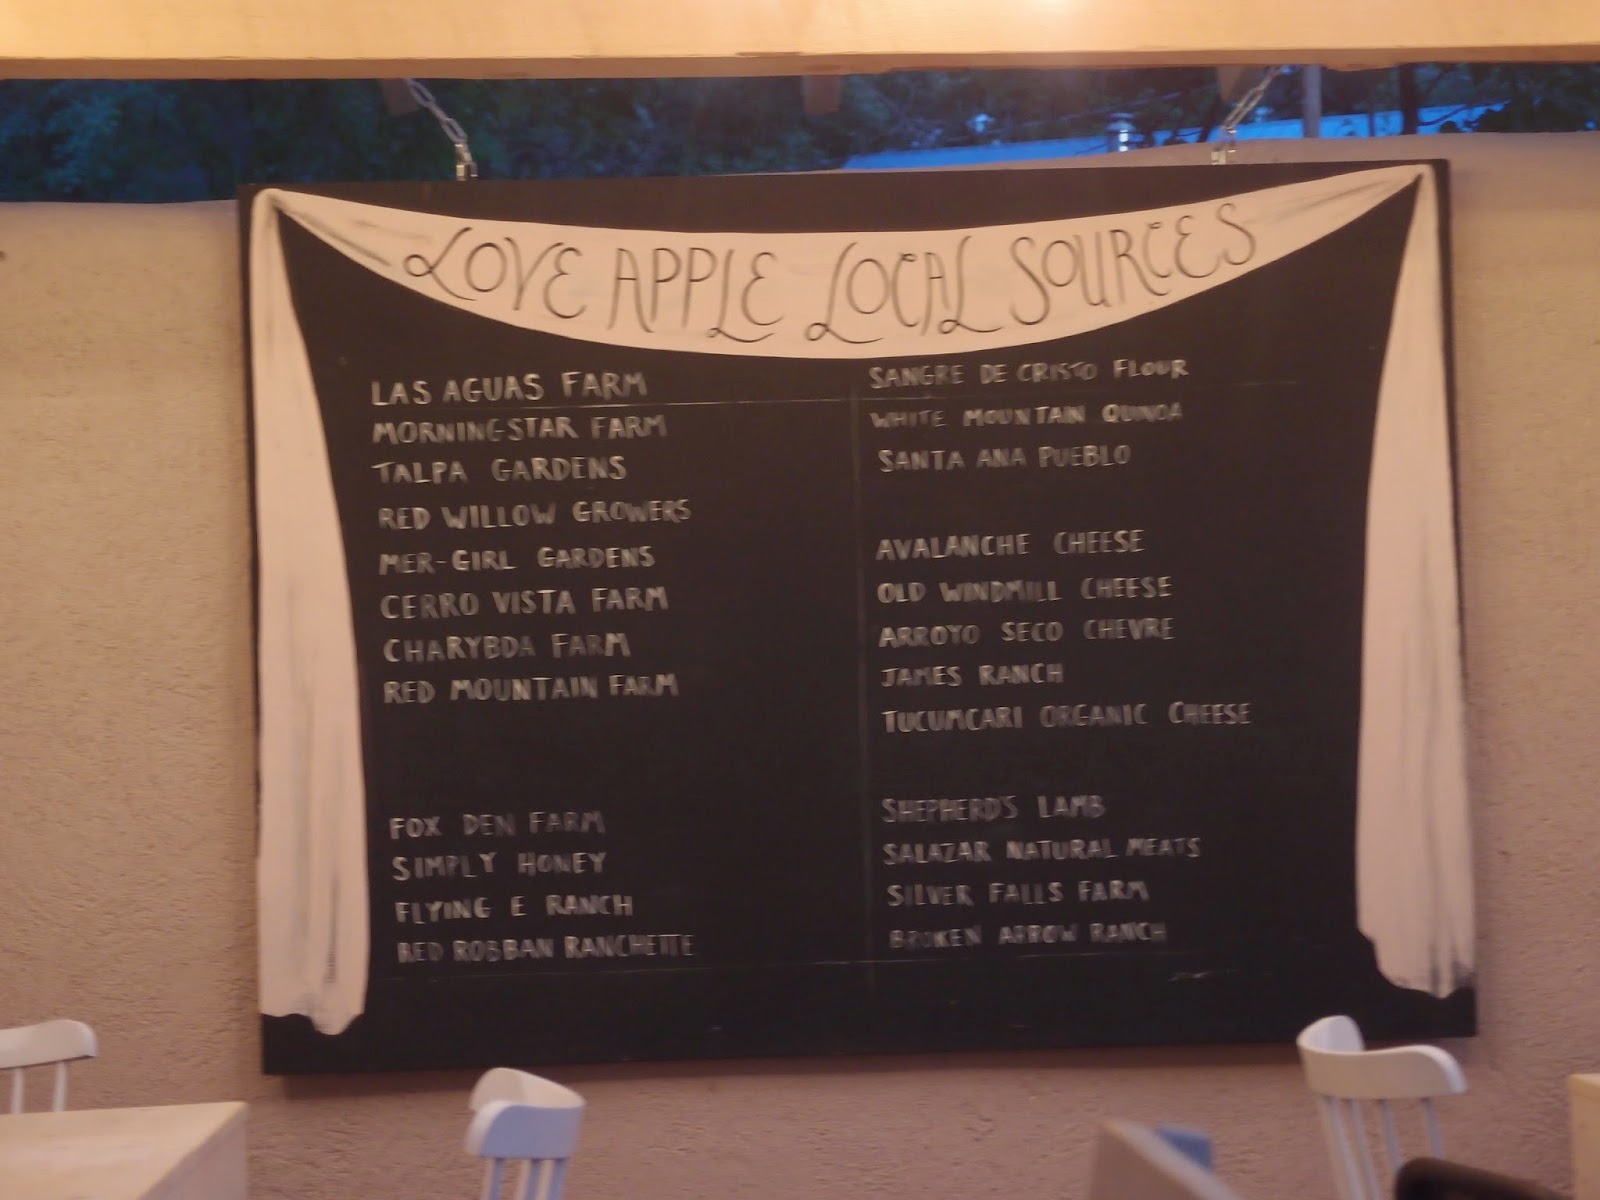 LOVE APPLE LOCAL SOURCES
LAS AGUAS FARM
MORNINGSTAR FARM
TALPA GARDENS
RED WILLOW GROWERS
MER-GIRL GARDENS
CERRO VISTA FARM
CHARYBDA FARM
RED MOUNTAIN FARM
FOX DEN FARM
SIMPLY HONEY
FLYING E RANCH
RED ROBBAN RANCHETTE
SANGRE DE CRISTO FLOUR
WHITE MOUNTAIN QUINOA
SANTA ANA PUEBLO
AVALANCHE CHEESE
OLD WINDMILL CHEESE
ARROYO SECO CHEVRE
JAMES RANCH
TUCUMCARI ORGANIC CHEESE
SHEPHERD'S LAMB
SALAZAR NATURAL MEATS
SILVER FALLS FARM
BROKEN ARROW RANCH